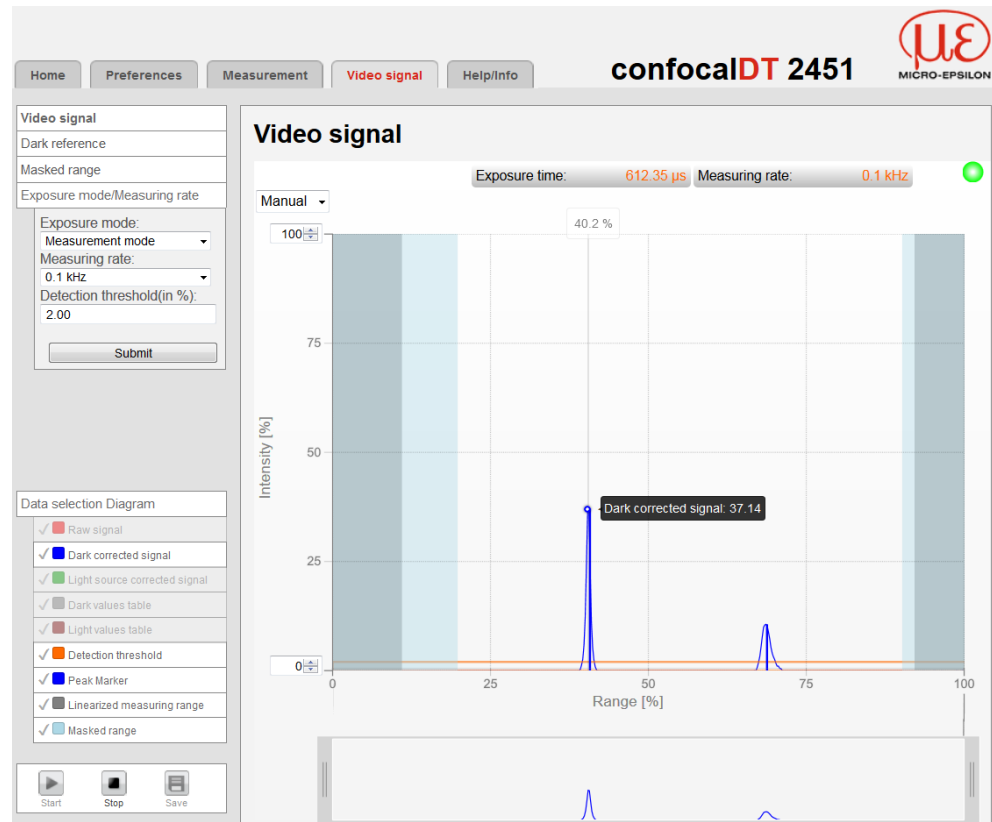 με
MICRO-EPSILON
confocalDT 2451
Home
Preferences
Measurement
Video signal
Help/Info
Video signal
Dark reference
Masked range
Exposure mode/Measuring rate
Exposure mode:
Measurement mode
Measuring rate:
0.1 kHz
Detection threshold(in %):
2.00
Submit
Data selection Diagram
Raw signal
Dark corrected signal
Light source corrected signal
Dark values table
Light values table
Detection threshold
Peak Marker
Linearized measuring range
Masked range
Start
Stop
Save
Video signal
Exposure time: 612.35 µs
Measuring rate: 0.1 kHz
Manual
40.2 %
100
75
50
25
0
Intensity [%]
Dark corrected signal: 37.14
0
25
50
75
100
Range [%]